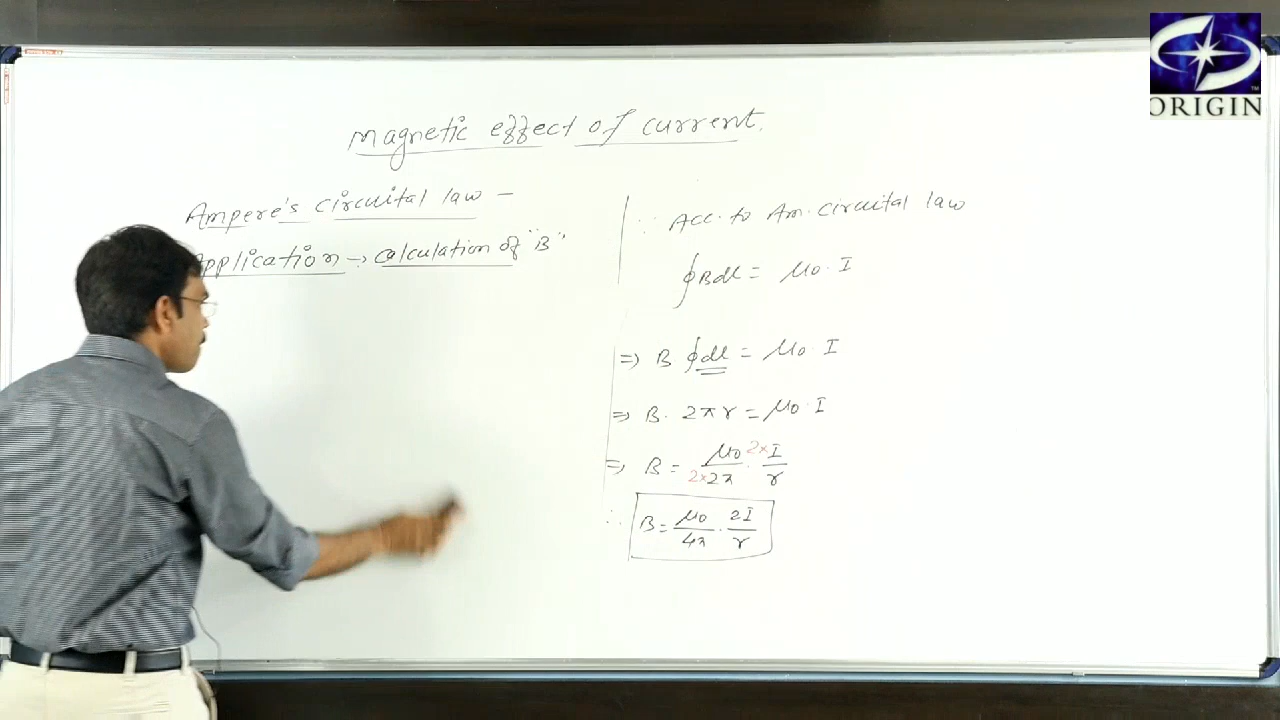 ORIGIN
Magnetic effect of current.
Ampere's circuital law -
Application → calculation of "B"
∵ Acc. to Am. circuital law
∮Bdl = μ0 · I
⇒ B ∮dl = μ0 · I
⇒ B · 2πr = μ0 · I
⇒ B = μ0/2×2π · 2×I/r
∴ B = μ0/4π · 2I/r